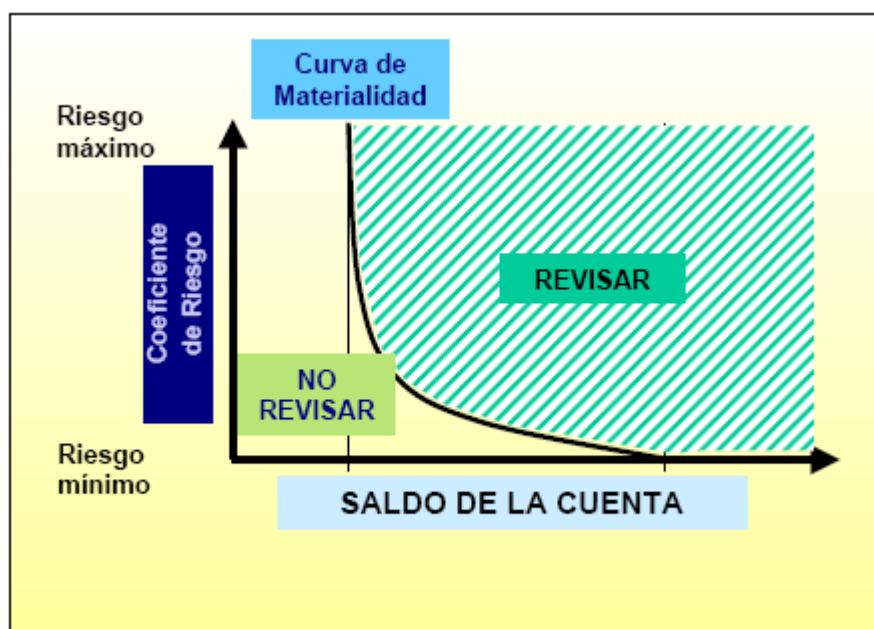 Curva de
Materialidad
Riesgo
máximo
Coeficiente
de Riesgo
REVISAR
NO
REVISAR
Riesgo
mínimo
SALDO DE LA CUENTA